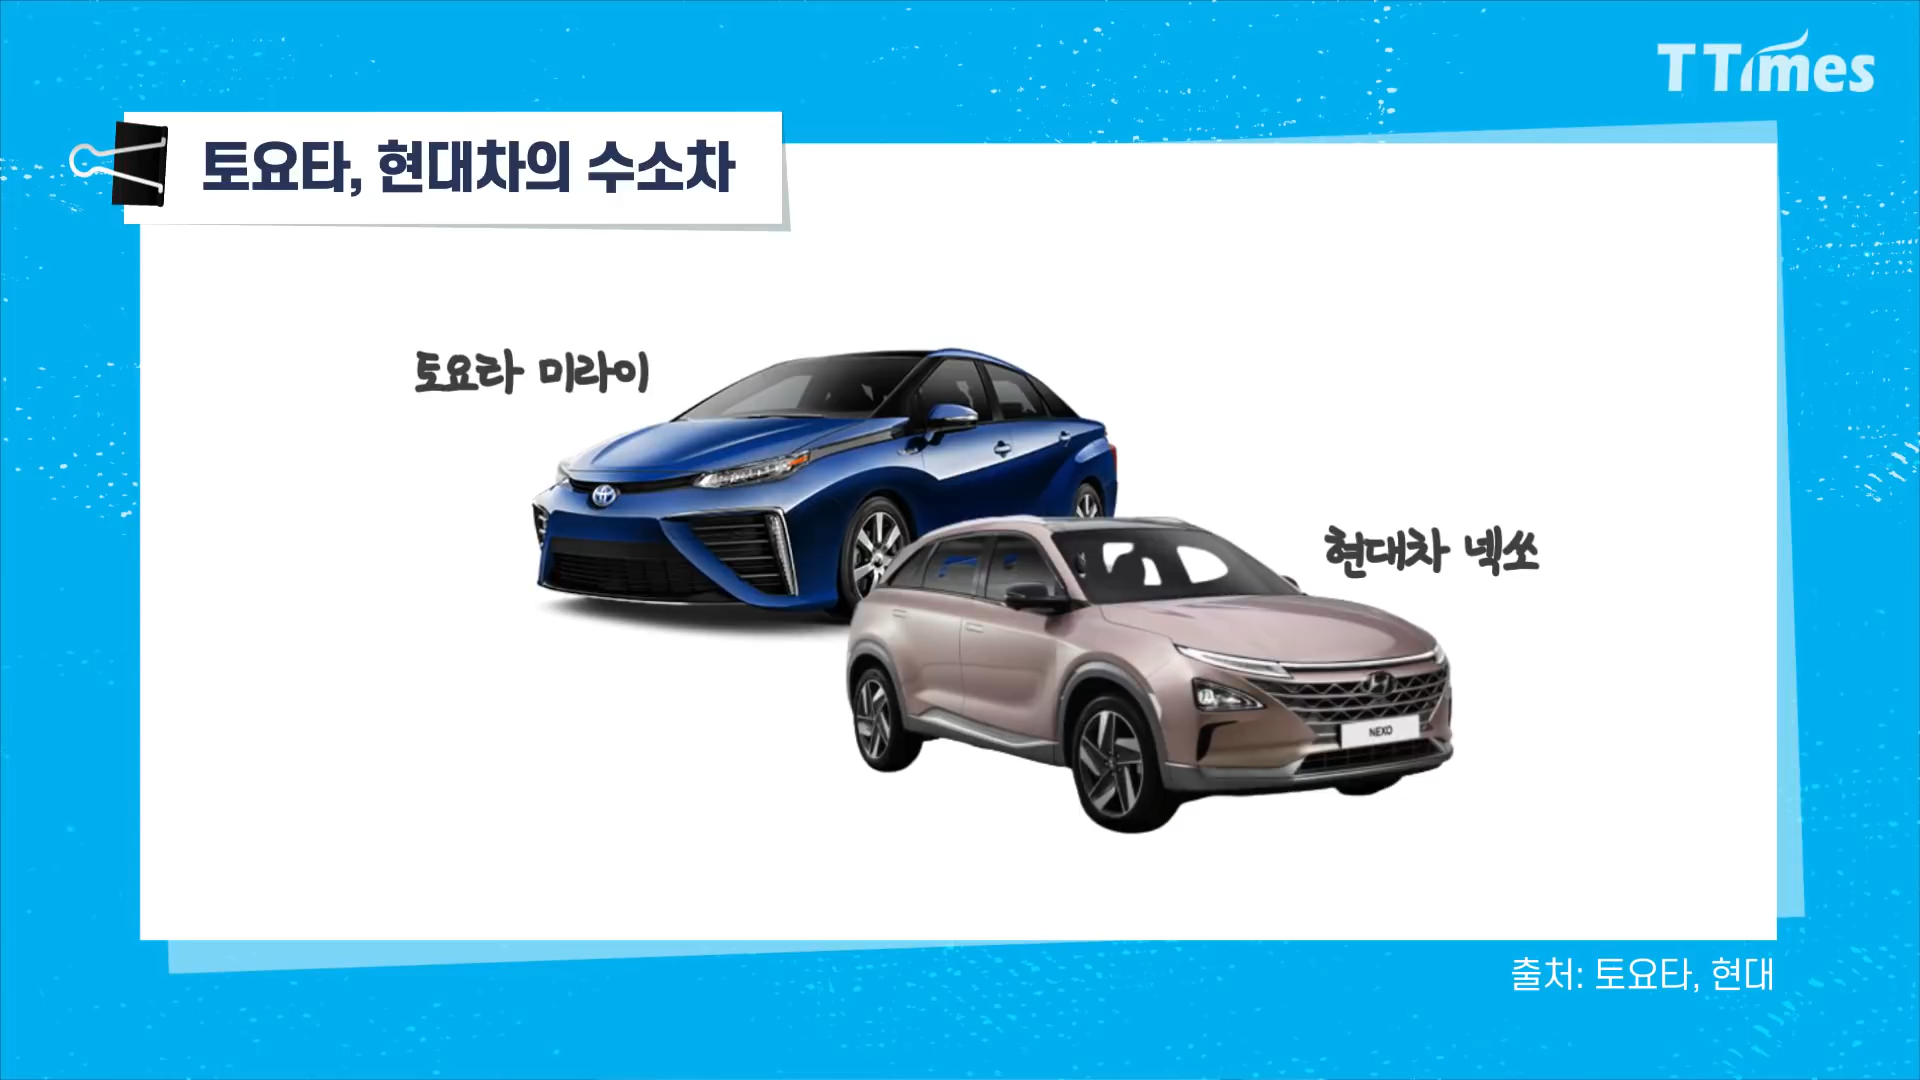 TTimes
토요타, 현대차의 수소차
토요타 미라이
현대차 넥쏘
NEXO
출처: 토요타, 현대